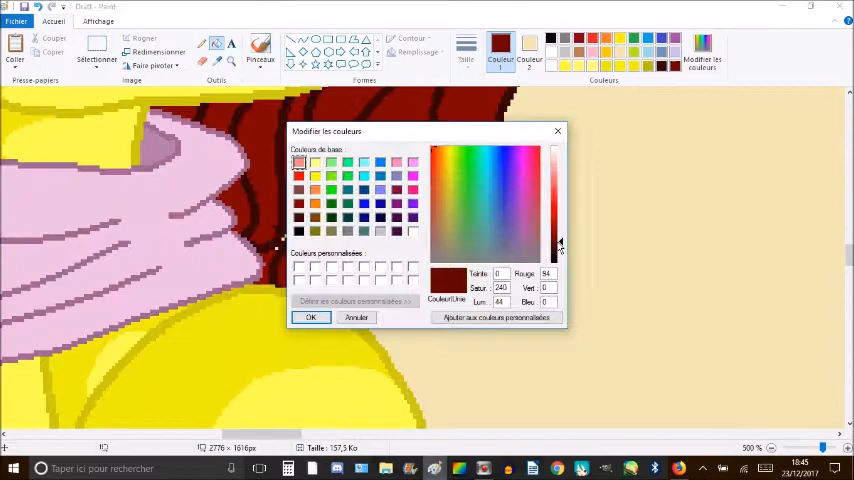 Draft - Paint
Fichier Accueil Affichage
Coller
Couper
Copier
Presse-papiers
Sélectionner
Rogner
Redimensionner
Faire pivoter
Image
Outils
Pinceaux
Contour
Remplissage
Formes
Taille
Couleur 1
Couleur 2
Couleurs
Modifier les couleurs
Modifier les couleurs
Couleurs de base :
Couleurs personnalisées :
Définir les couleurs personnalisées >>
OK Annuler
Couleur|Unie
Teinte : 0 Rouge : 94
Satur. : 240 Vert : 0
Lum. : 44 Bleu : 0
Ajouter aux couleurs personnalisées
2776 × 1616px
Taille : 157,5 Ko
500 %
Taper ici pour rechercher
18:45
23/12/2017